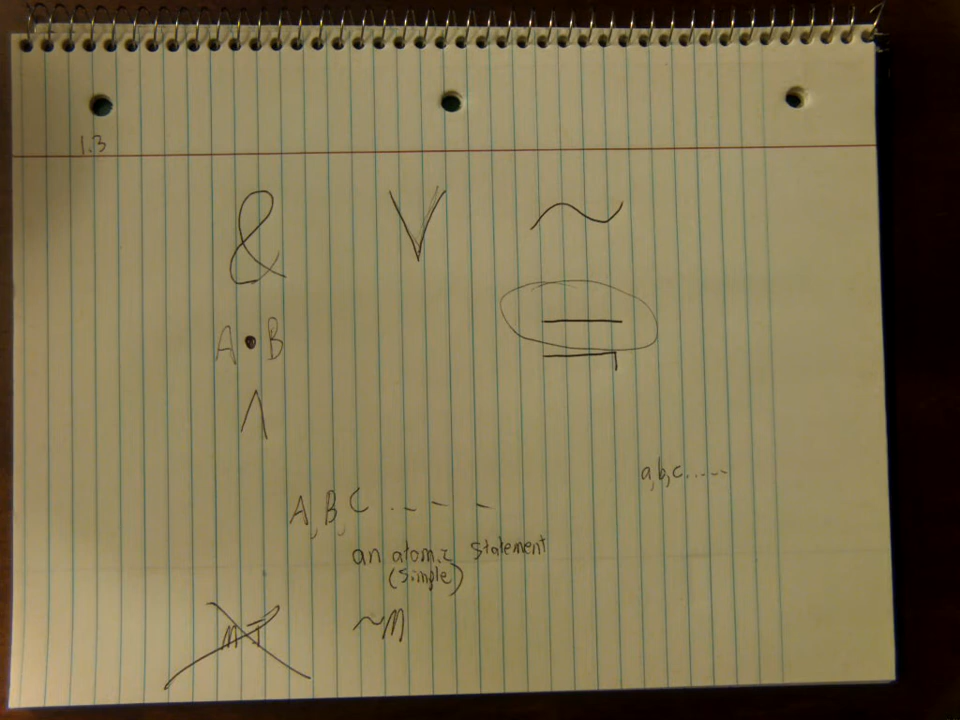 1.3
& V ~
A • B —
¬
∧
a, b, c.....
A, B, C . . - -
an atomic statement
(simple)
~M